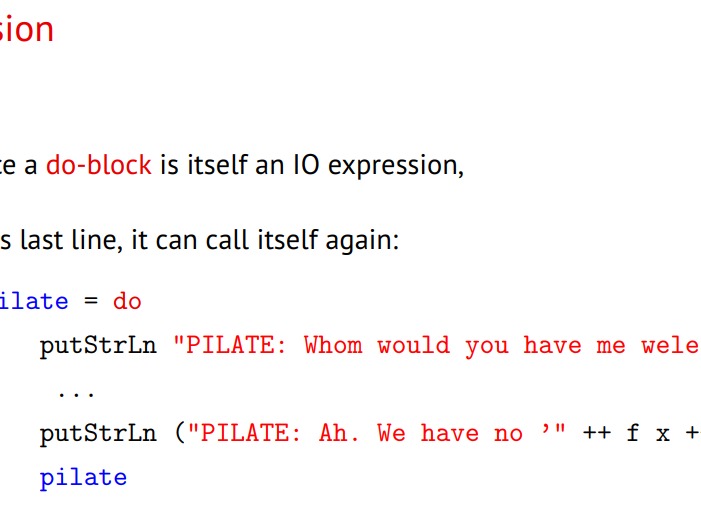 sion
te a do-block is itself an IO expression,
s last line, it can call itself again:
ilate = do
putStrLn "PILATE: Whom would you have me wele
...
putStrLn ("PILATE: Ah. We have no ’" ++ f x +
pilate